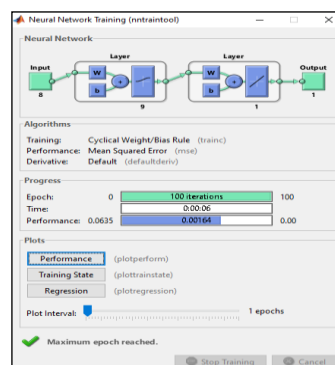 Neural Network Training (nntraintool)
Neural Network
Layer Layer
Input Output
W W
b b
8 9 1 1
Algorithms
Training: Cyclical Weight/Bias Rule (trainc)
Performance: Mean Squared Error (mse)
Derivative: Default (defaultderiv)
Progress
Epoch: 0 100 iterations 100
Time: 0:00:06
Performance: 0.0635 0.00164 0.00
Plots
Performance (plotperform)
Training State (plottrainstate)
Regression (plotregression)
Plot Interval: 1 epochs
Maximum epoch reached.
Stop Training Cancel